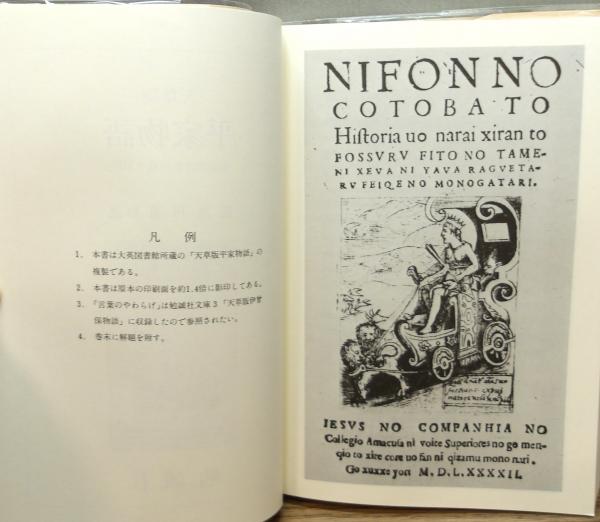 凡例
1. 本書は大英図書館所蔵の「天草版平家物語」の
複製である。
2. 本書は原本の印刷面を約1.4倍に影印してある。
3. 「言葉のやわらげ」は勉誠社文庫3「天草版伊曽
保物語」に収録したので参照されたい。
4. 巻末に解題を附す。
NIFON NO
COTOBA TO
Hiſtoria uo narai xiran to
FOSSVRV FITO NO TAME-
NI XEVA NI YAVA RAGVETA-
RV FEIQENO MONOGATARI.
IESVS NO COMPANHIA NO
Collegio Amacuſa ni voite Superiores no go men-
gio to xite core uo fan ni qizamu mono nari.
Go xuxxe yori M. D. L. XXXXII.